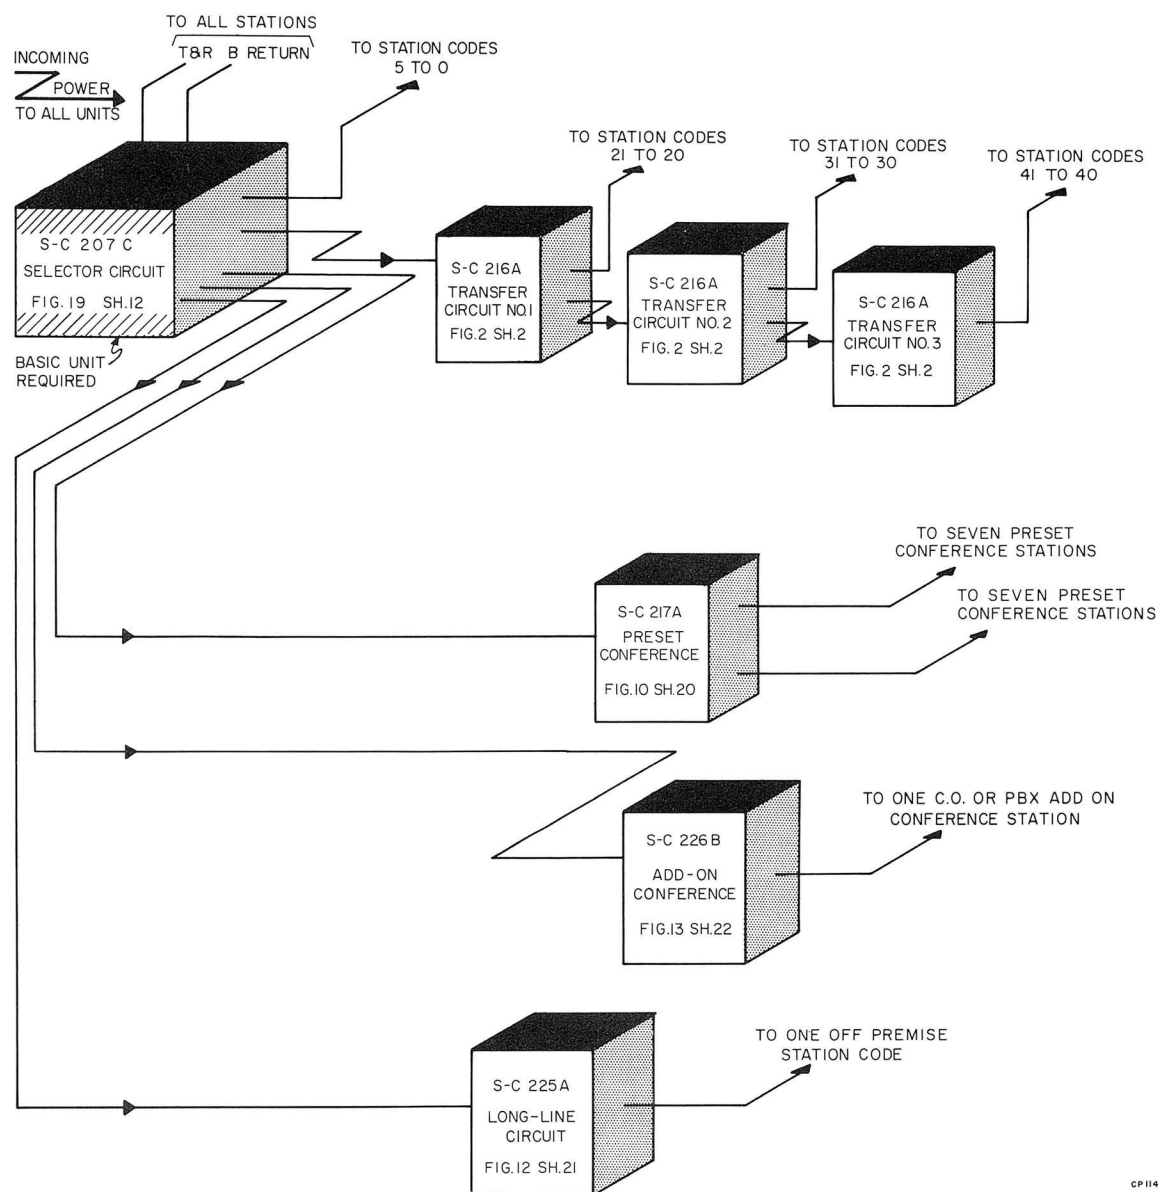 TO ALL STATIONS
T&R B RETURN
INCOMING
POWER
TO ALL UNITS
TO STATION CODES
5 TO 0
TO STATION CODES
21 TO 20
TO STATION CODES
31 TO 30
TO STATION CODES
41 TO 40
S-C 207 C
SELECTOR CIRCUIT
FIG. 19 SH.12
BASIC UNIT
REQUIRED
S-C 216A
TRANSFER
CIRCUIT NO.1
FIG.2 SH.2
S-C 216A
TRANSFER
CIRCUIT NO.2
FIG.2 SH.2
S-C 216A
TRANSFER
CIRCUIT NO.3
FIG.2 SH.2
TO SEVEN PRESET
CONFERENCE STATIONS
TO SEVEN PRESET
CONFERENCE STATIONS
S-C 217A
PRESET
CONFERENCE
FIG.10 SH.20
TO ONE C.O. OR PBX ADD ON
CONFERENCE STATION
S-C 226B
ADD-ON
CONFERENCE
FIG.13 SH.22
TO ONE OFF PREMISE
STATION CODE
S-C 225A
LONG-LINE
CIRCUIT
FIG.12 SH.21
CP114